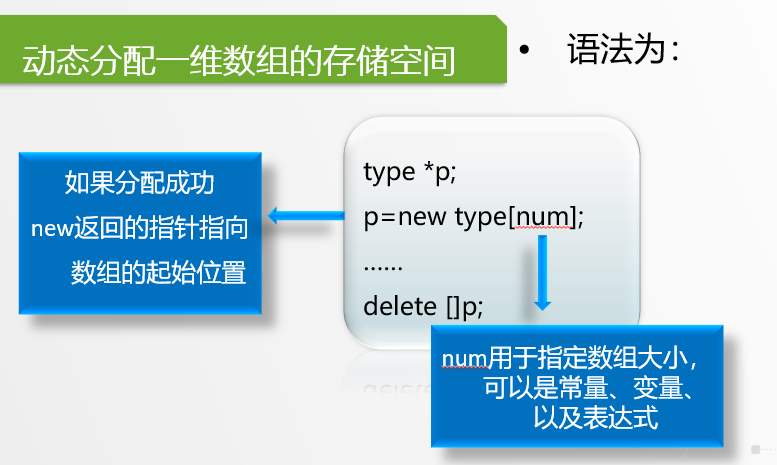 动态分配一维数组的存储空间
• 语法为：
如果分配成功
new返回的指针指向
数组的起始位置
type *p;
p=new type[num];
……
delete []p;
num用于指定数组大小，
可以是常量、变量、
以及表达式